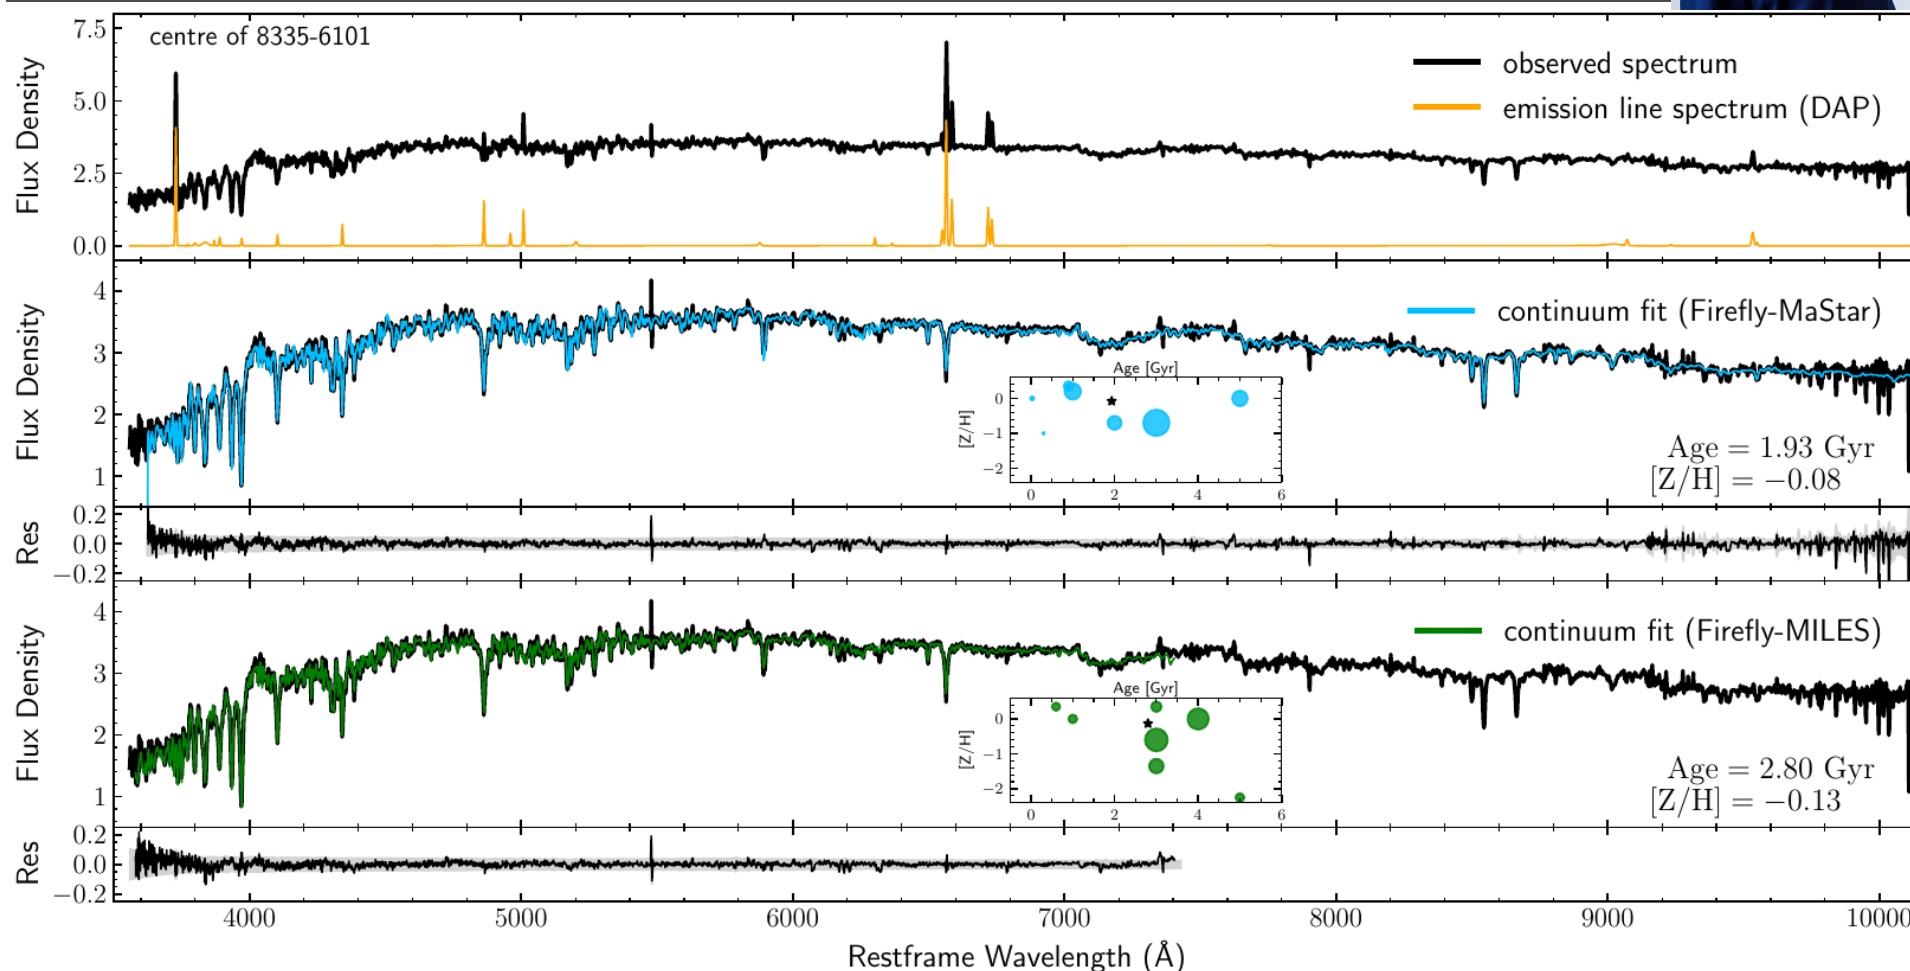 centre of 8335-6101
observed spectrum
emission line spectrum (DAP)
Flux Density
7.5
5.0
2.5
0.0
continuum fit (Firefly-MaStar)
Flux Density
4
3
2
1
Age [Gyr]
[Z/H]
0
−1
−2
0 2 4 6
Age = 1.93 Gyr
[Z/H] = −0.08
Res
0.2
0.0
−0.2
continuum fit (Firefly-MILES)
Flux Density
4
3
2
1
Age [Gyr]
[Z/H]
0
−1
−2
0 2 4 6
Age = 2.80 Gyr
[Z/H] = −0.13
Res
0.2
0.0
−0.2
4000 5000 6000 7000 8000 9000 10000
Restframe Wavelength (Å)